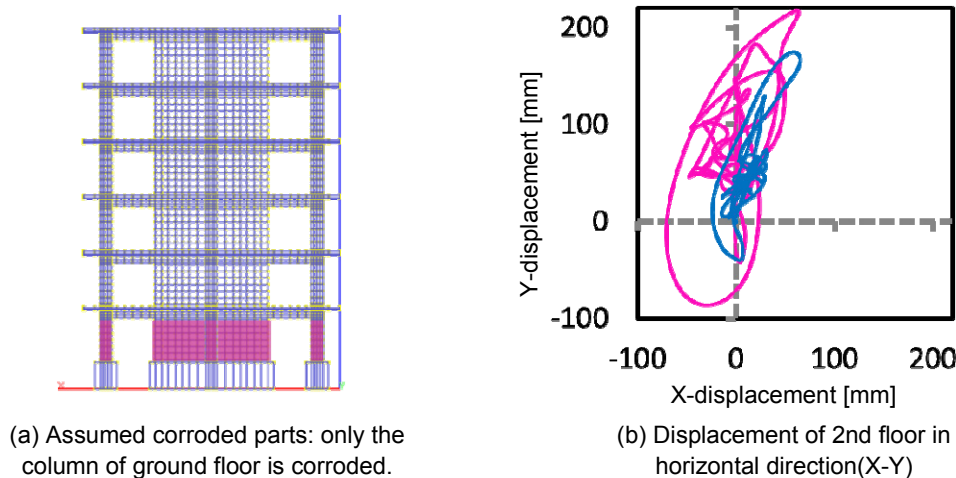 200
100
0
-100
Y-displacement [mm]
-100 0 100 200
X-displacement [mm]
(a) Assumed corroded parts: only the
column of ground floor is corroded.
(b) Displacement of 2nd floor in
horizontal direction(X-Y)